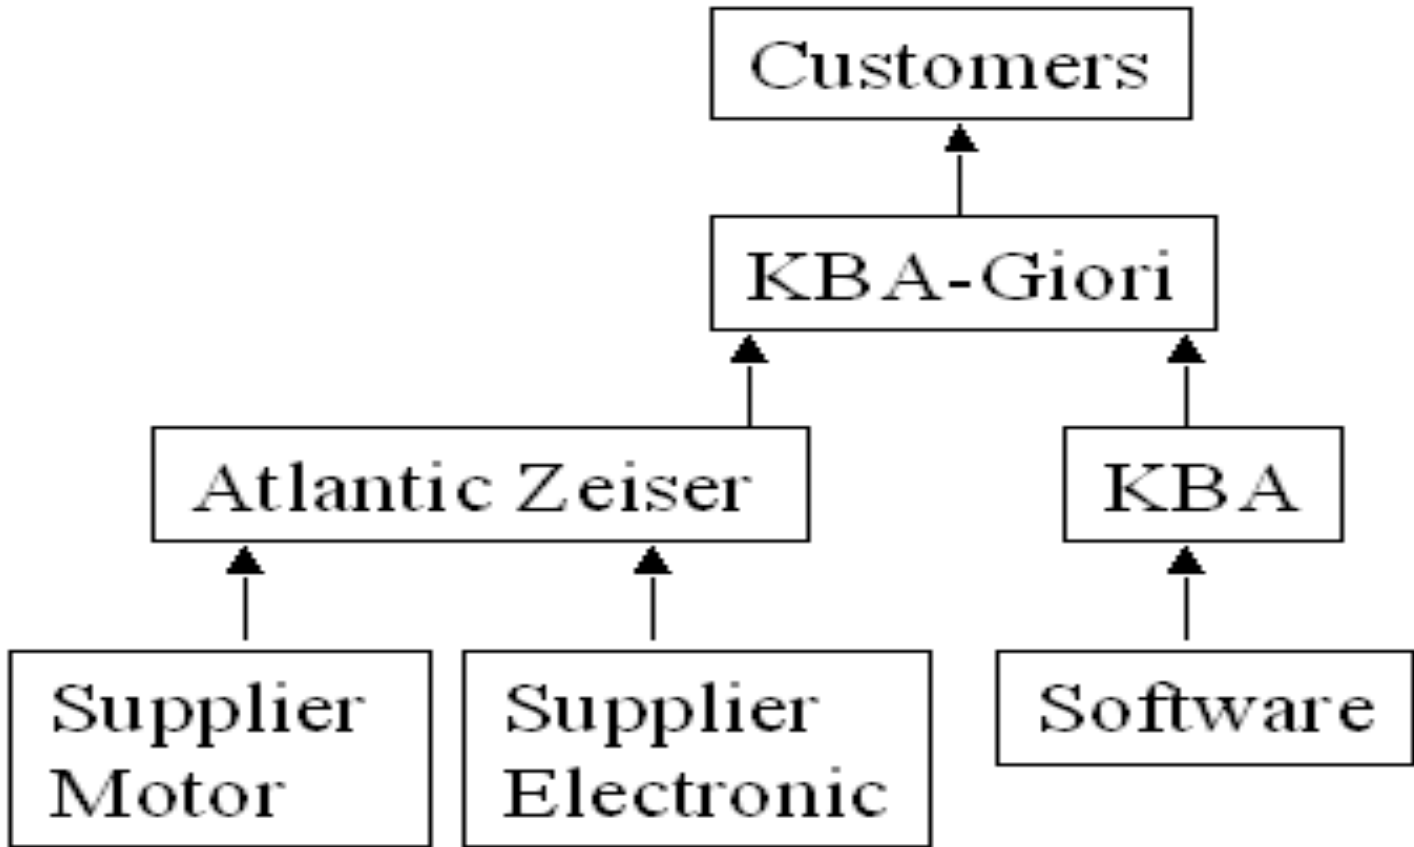 Customers
KBA-Giori
Atlantic Zeiser
KBA
Supplier
Motor
Supplier
Electronic
Software